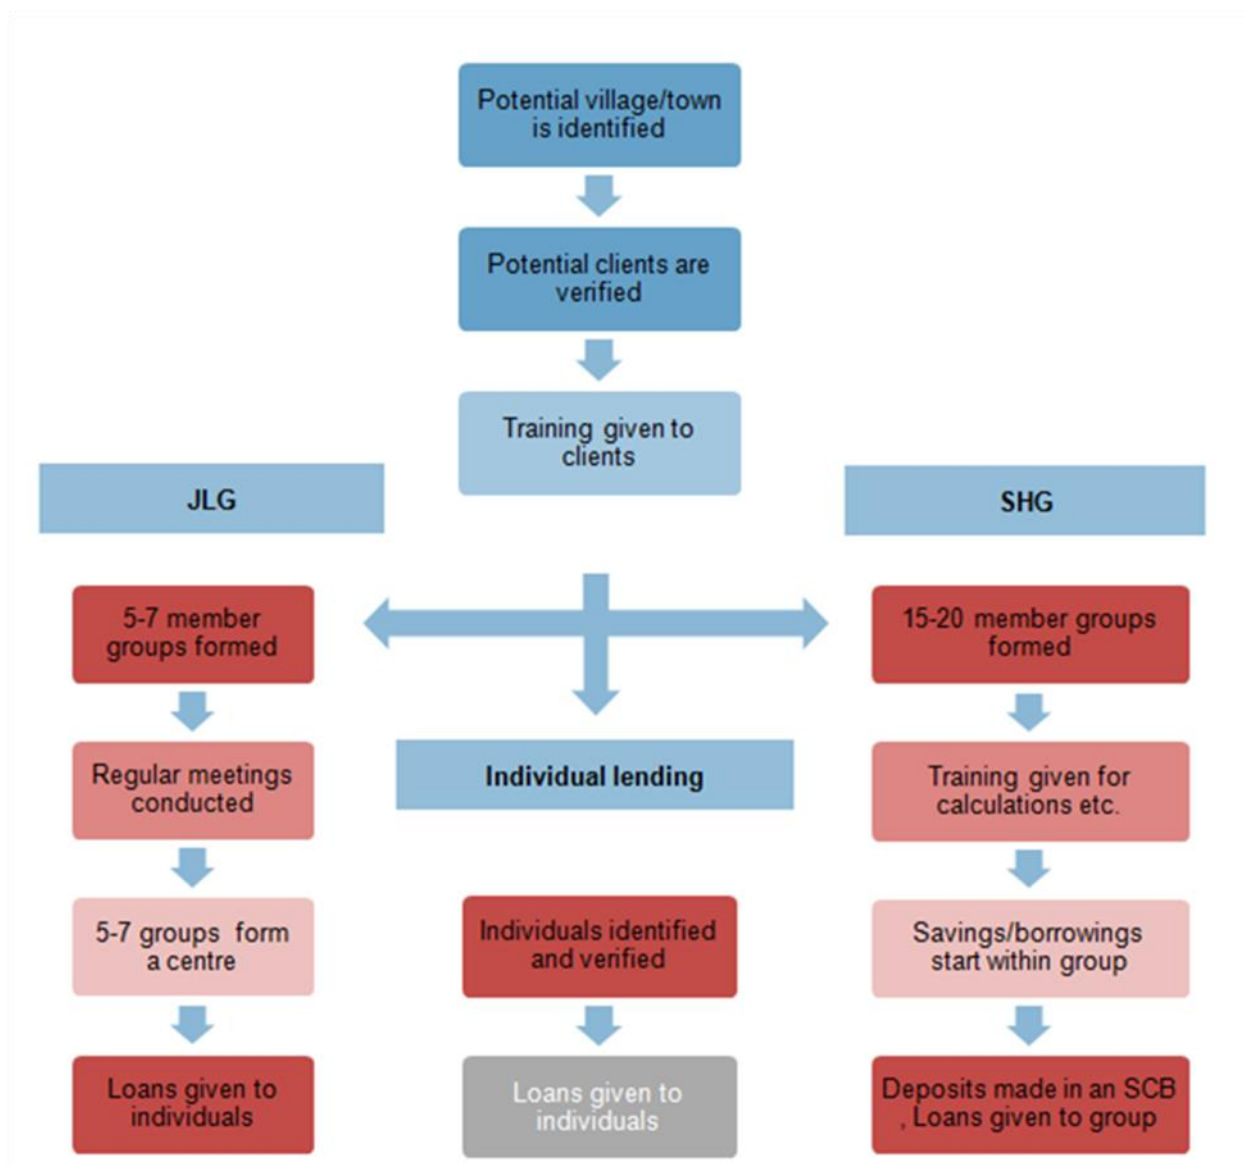 Potential village/town
is identified
Potential clients are
verified
Training given to
clients
JLG
5-7 member
groups formed
Regular meetings
conducted
5-7 groups form
a centre
Loans given to
individuals
Individual lending
Individuals identified
and verified
Loans given to
individuals
SHG
15-20 member groups
formed
Training given for
calculations etc.
Savings/borrowings
start within group
Deposits made in an SCB
, Loans given to group